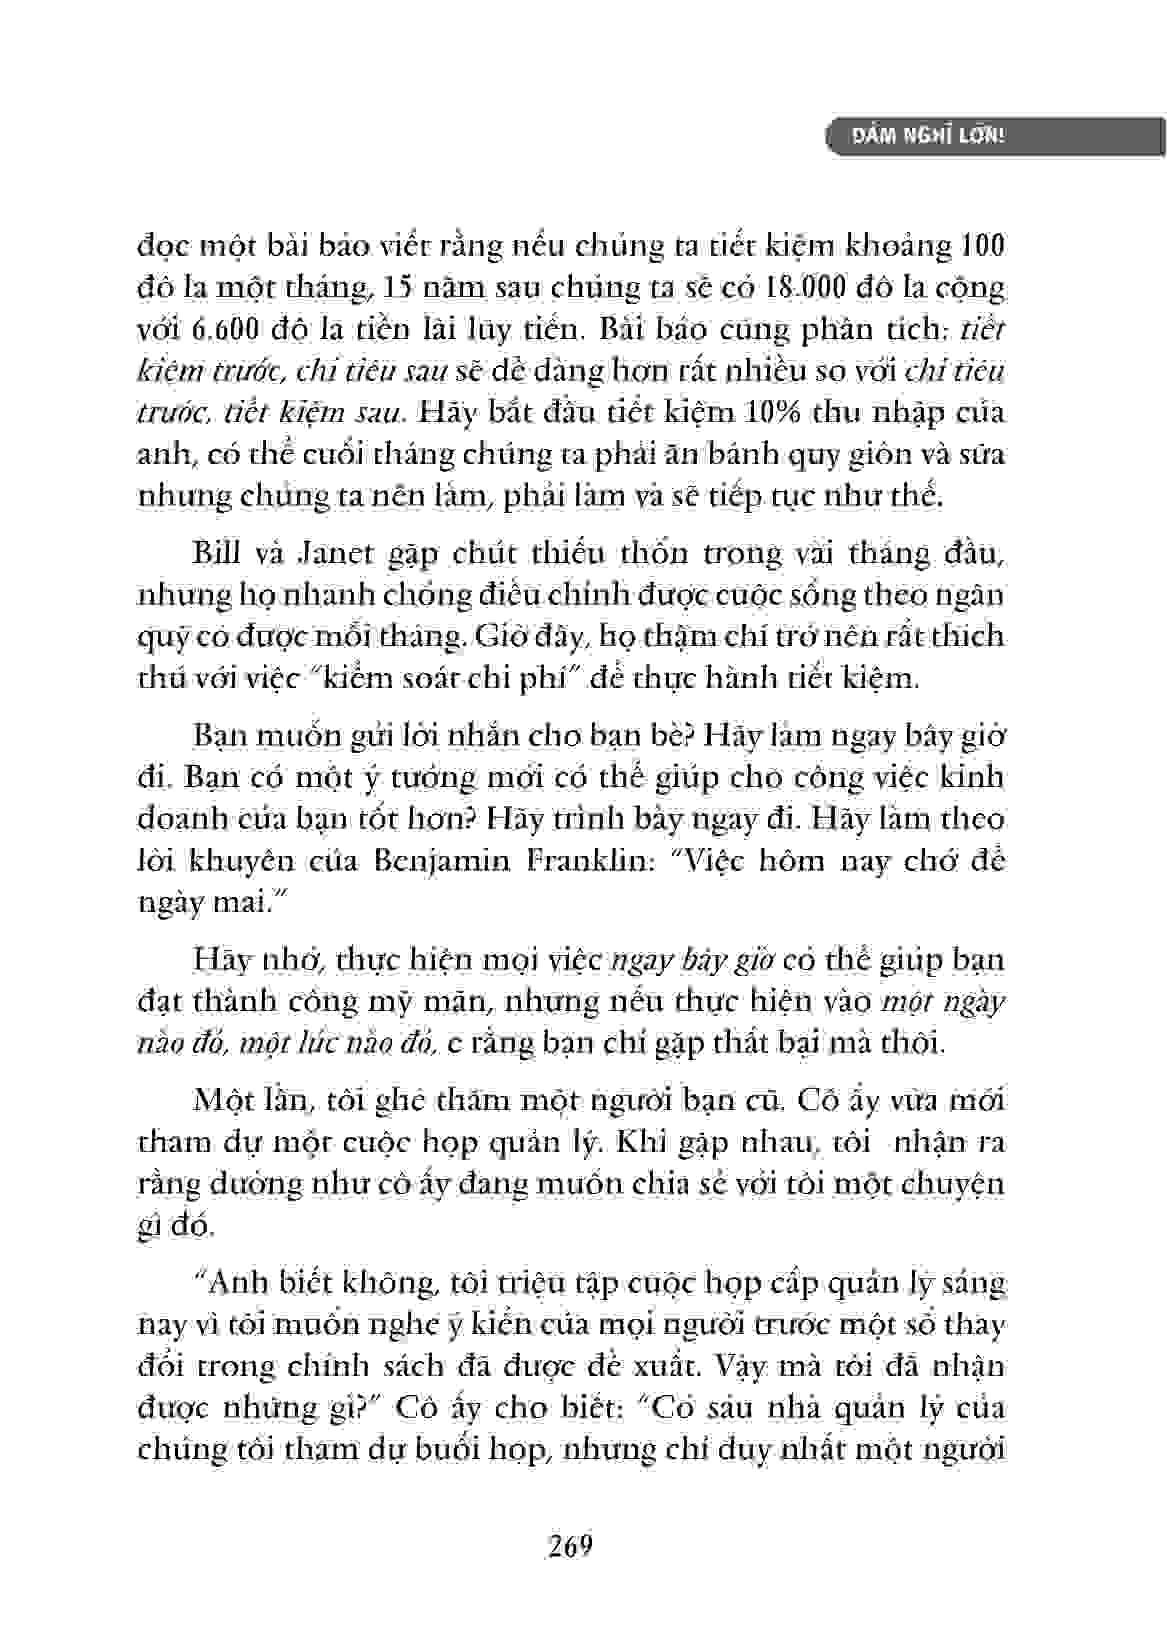 DÁM NGHĨ LỚN!
đọc một bài báo viết rằng nếu chúng ta tiết kiệm khoảng 100
đô la một tháng, 15 năm sau chúng ta sẽ có 18.000 đô la cộng
với 6.600 đô la tiền lãi lũy tiến. Bài báo cũng phân tích: tiết
kiệm trước, chi tiêu sau sẽ dễ dàng hơn rất nhiều so với chi tiêu
trước, tiết kiệm sau. Hãy bắt đầu tiết kiệm 10% thu nhập của
anh, có thể cuối tháng chúng ta phải ăn bánh quy giòn và sữa
nhưng chúng ta nên làm, phải làm và sẽ tiếp tục như thế.
Bill và Janet gặp chút thiếu thốn trong vài tháng đầu,
nhưng họ nhanh chóng điều chỉnh được cuộc sống theo ngân
quỹ có được mỗi tháng. Giờ đây, họ thậm chí trở nên rất thích
thú với việc “kiểm soát chi phí” để thực hành tiết kiệm.
Bạn muốn gửi lời nhắn cho bạn bè? Hãy làm ngay bây giờ
đi. Bạn có một ý tưởng mới có thể giúp cho công việc kinh
doanh của bạn tốt hơn? Hãy trình bày ngay đi. Hãy làm theo
lời khuyên của Benjamin Franklin: “Việc hôm nay chớ để
ngày mai.”
Hãy nhớ, thực hiện mọi việc ngay bây giờ có thể giúp bạn
đạt thành công mỹ mãn, nhưng nếu thực hiện vào một ngày
nào đó, một lúc nào đó, e rằng bạn chỉ gặp thất bại mà thôi.
Một lần, tôi ghé thăm một người bạn cũ. Cô ấy vừa mới
tham dự một cuộc họp quản lý. Khi gặp nhau, tôi nhận ra
rằng dường như cô ấy đang muốn chia sẻ với tôi một chuyện
gì đó.
“Anh biết không, tôi triệu tập cuộc họp cấp quản lý sáng
nay vì tôi muốn nghe ý kiến của mọi người trước một số thay
đổi trong chính sách đã được đề xuất. Vậy mà tôi đã nhận
được những gì?” Cô ấy cho biết: “Có sáu nhà quản lý của
chúng tôi tham dự buổi họp, nhưng chỉ duy nhất một người
269